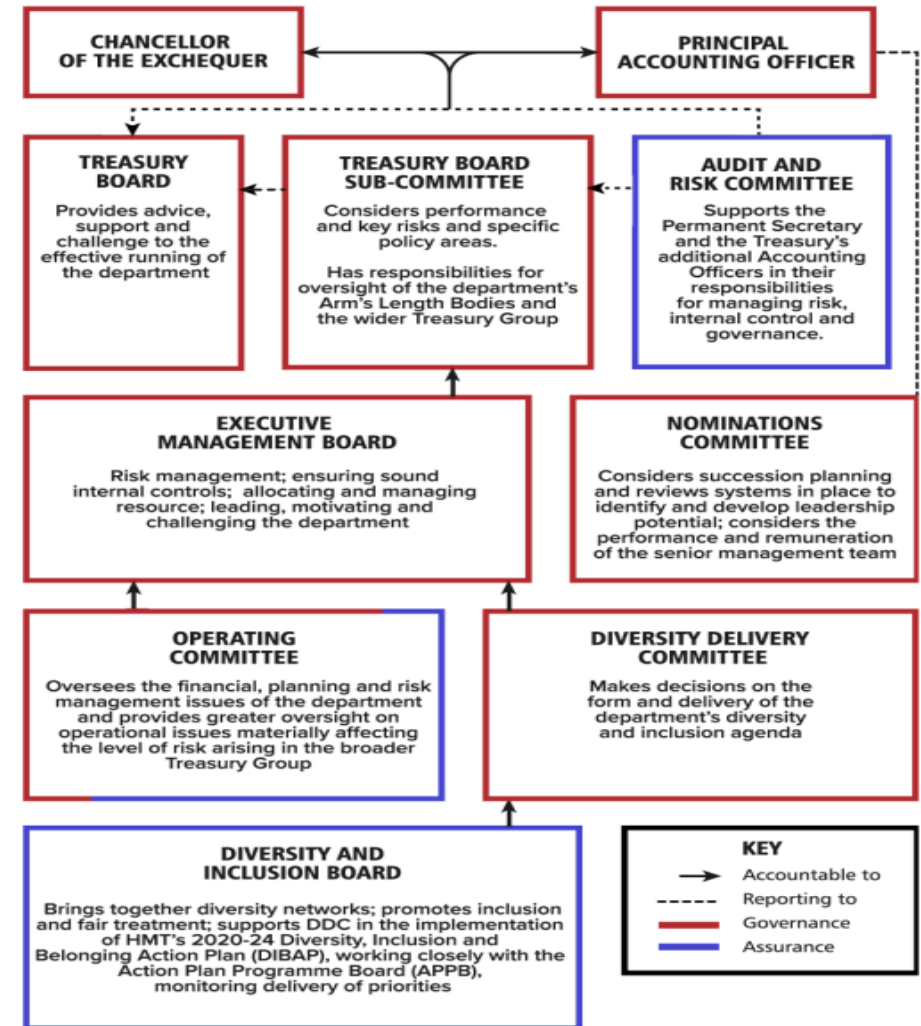 CHANCELLOR
OF THE EXCHEQUER
PRINCIPAL
ACCOUNTING OFFICER
TREASURY
BOARD
Provides advice,
support and
challenge to the
effective running of
the department
TREASURY BOARD
SUB-COMMITTEE
Considers performance
and key risks and specific
policy areas.
Has responsibilities for
oversight of the department's
Arm's Length Bodies and
the wider Treasury Group
AUDIT AND
RISK COMMITTEE
Supports the
Permanent Secretary
and the Treasury's
additional Accounting
Officers in their
responsibilities
for managing risk,
internal control and
governance.
EXECUTIVE
MANAGEMENT BOARD
Risk management; ensuring sound
internal controls; allocating and managing
resource; leading, motivating and
challenging the department
NOMINATIONS
COMMITTEE
Considers succession planning
and reviews systems in place to
identify and develop leadership
potential; considers the
performance and remuneration
of the senior management team
OPERATING
COMMITTEE
Oversees the financial, planning and risk
management issues of the department
and provides greater oversight on
operational issues materially affecting
the level of risk arising in the broader
Treasury Group
DIVERSITY DELIVERY
COMMITTEE
Makes decisions on the
form and delivery of the
department's diversity
and inclusion agenda
DIVERSITY AND
INCLUSION BOARD
Brings together diversity networks; promotes inclusion
and fair treatment; supports DDC in the implementation
of HMT's 2020-24 Diversity, Inclusion and
Belonging Action Plan (DIBAP), working closely with the
Action Plan Programme Board (APPB),
monitoring delivery of priorities
KEY
Accountable to
Reporting to
Governance
Assurance